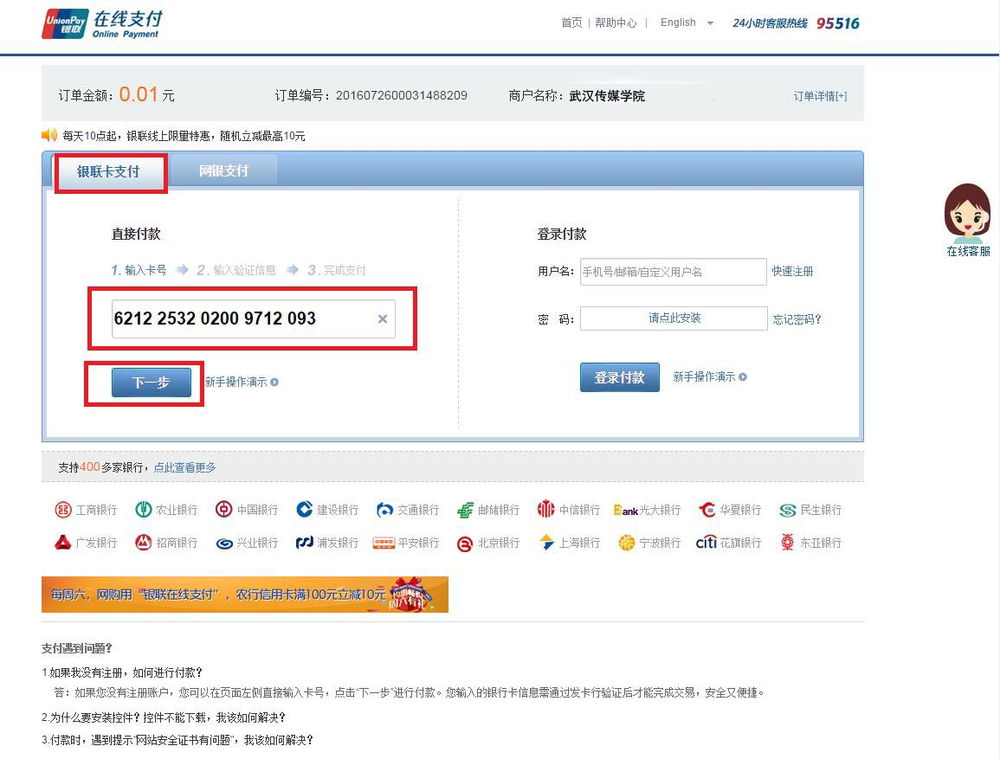 UnionPay 银联 在线支付 Online Payment
首页 | 帮助中心 | English 24小时客服热线 95516
订单金额：0.01元 订单编号：2016072600031488209 商户名称：武汉传媒学院 订单详情[+]
每天10点起，银联线上限量特惠，随机立减最高10元
银联卡支付 网银支付
在线客服
直接付款
1. 输入卡号 2. 输入验证信息 3. 完成支付
6212 2532 0200 9712 093 ×
下一步 新手操作演示
登录付款
用户名： 手机号/邮箱/自定义用户名 快速注册
密 码： 请点此安装 忘记密码？
登录付款 新手操作演示
支持400多家银行，点此查看更多
工商银行 农业银行 中国银行 建设银行 交通银行 邮储银行 中信银行 Bank光大银行 华夏银行 民生银行
广发银行 招商银行 兴业银行 浦发银行 平安银行 北京银行 上海银行 宁波银行 citi花旗银行 东亚银行
每周六，网购用“银联在线支付”，农行信用卡满100元立减10元
支付遇到问题？
1.如果我没有注册，如何进行付款？
答：如果您没有注册账户，您可以在页面左侧直接输入卡号，点击“下一步”进行付款。您输入的银行卡信息需通过发卡行验证后才能完成交易，安全又便捷。
2.为什么要安装控件？控件不能下载，我该如何解决？
3.付款时，遇到提示“网站安全证书有问题”，我该如何解决？